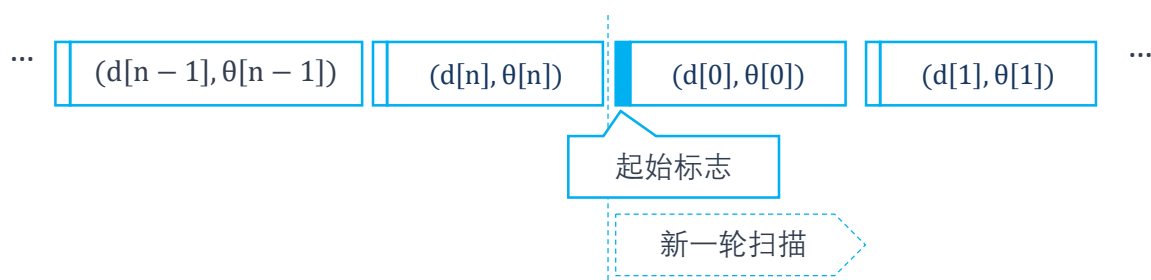 ... (d[n − 1], θ[n − 1]) (d[n], θ[n]) (d[0], θ[0]) (d[1], θ[1]) ...
起始标志
新一轮扫描